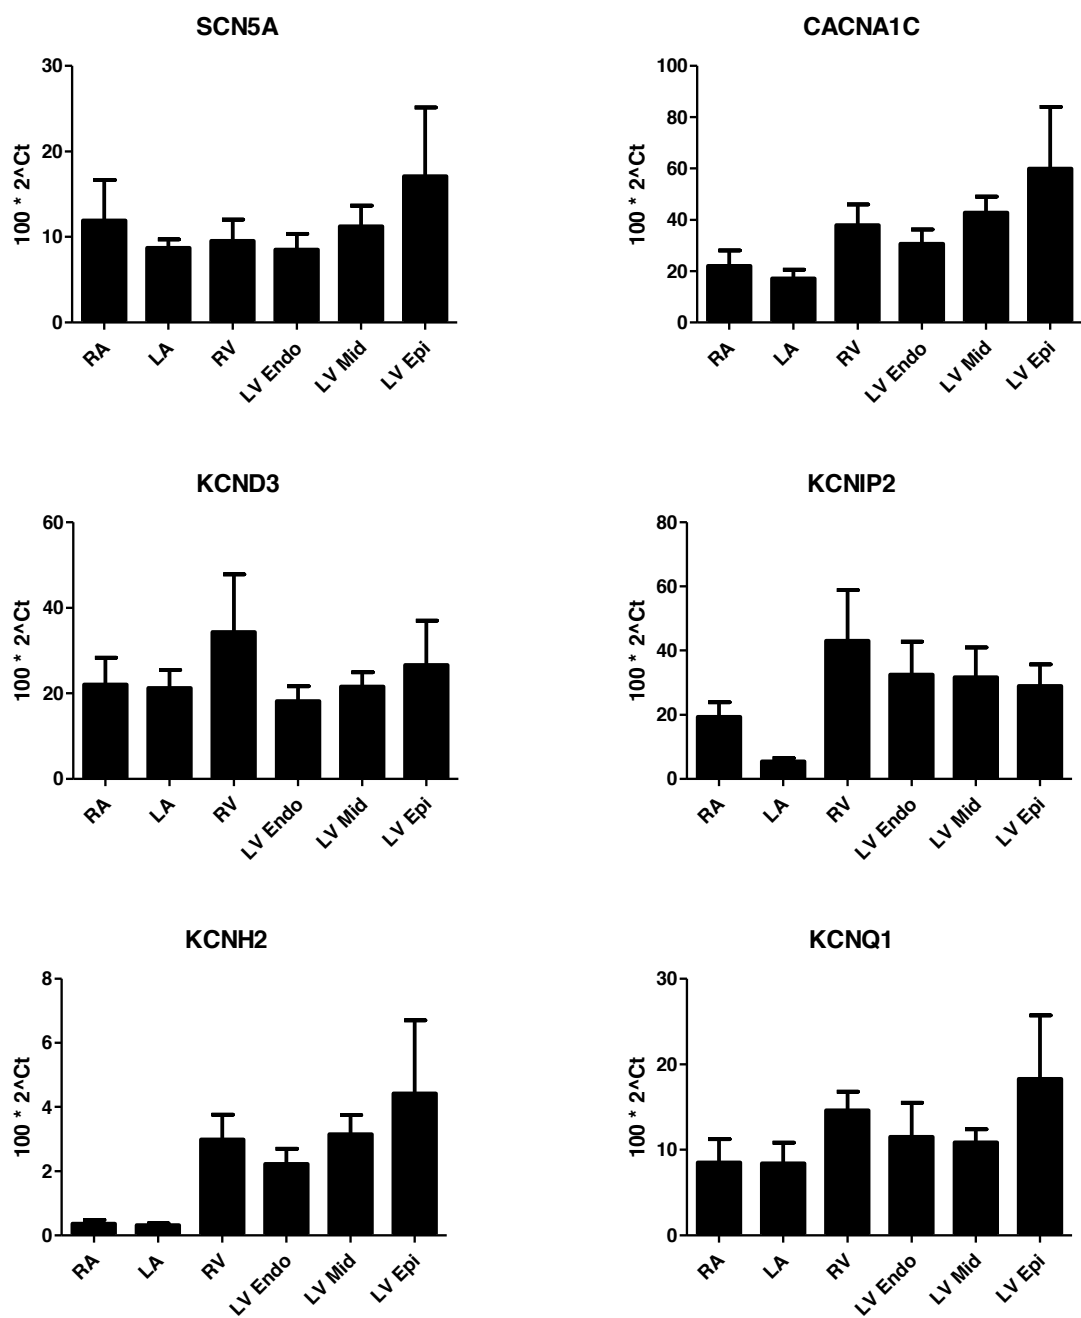 SCN5A
30
20
10
0
100 * 2^Ct
RA
LA
RV
LV Endo
LV Mid
LV Epi
CACNA1C
100
80
60
40
20
0
100 * 2^Ct
RA
LA
RV
LV Endo
LV Mid
LV Epi
KCND3
60
40
20
0
100 * 2^Ct
RA
LA
RV
LV Endo
LV Mid
LV Epi
KCNIP2
80
60
40
20
0
100 * 2^Ct
RA
LA
RV
LV Endo
LV Mid
LV Epi
KCNH2
8
6
4
2
0
100 * 2^Ct
RA
LA
RV
LV Endo
LV Mid
LV Epi
KCNQ1
30
20
10
0
100 * 2^Ct
RA
LA
RV
LV Endo
LV Mid
LV Epi